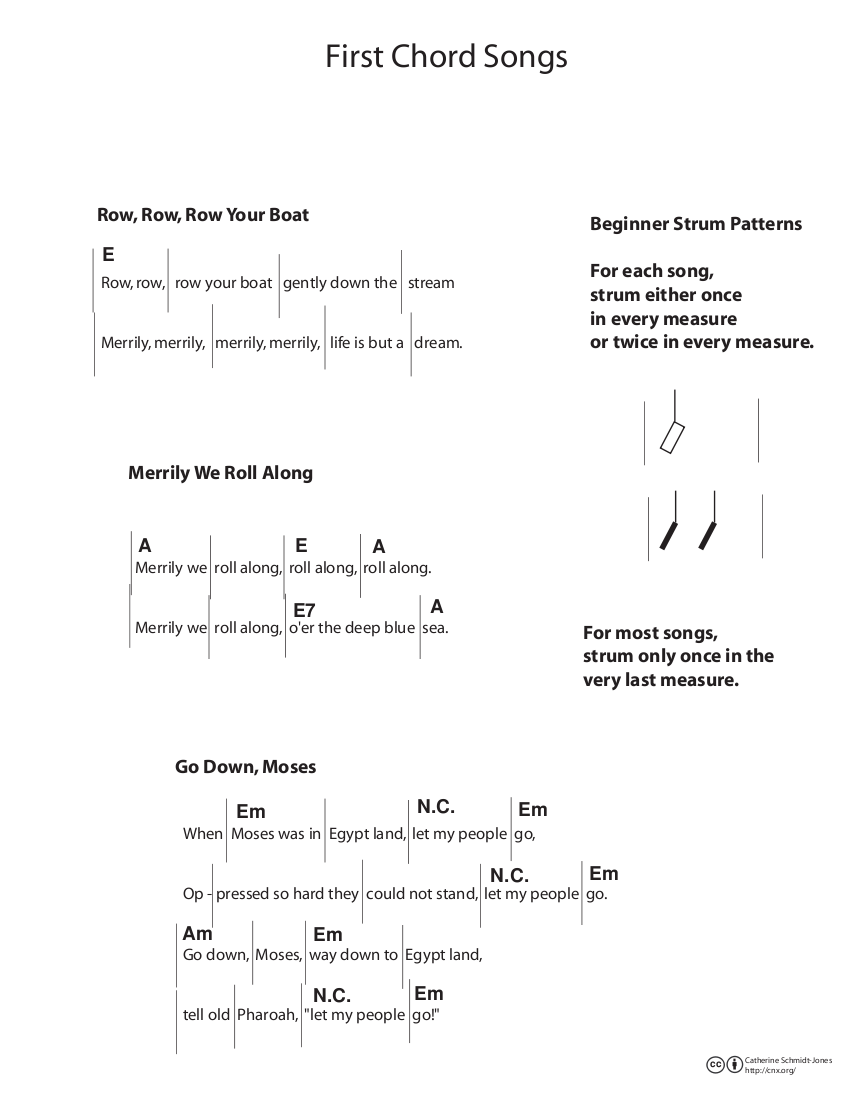 First Chord Songs
Row, Row, Row Your Boat
E
Row, row, row your boat gently down the stream
Merrily, merrily, merrily, merrily, life is but a dream.
Merrily We Roll Along
A E A
Merrily we roll along, roll along, roll along.
E7 A
Merrily we roll along, o'er the deep blue sea.
Go Down, Moses
Em N.C. Em
When Moses was in Egypt land, let my people go,
N.C. Em
Op - pressed so hard they could not stand, let my people go.
Am Em
Go down, Moses, way down to Egypt land,
N.C. Em
tell old Pharoah, "let my people go!"
Beginner Strum Patterns
For each song,
strum either once
in every measure
or twice in every measure.
For most songs,
strum only once in the
very last measure.
cc
Catherine Schmidt-Jones
http://cnx.org/